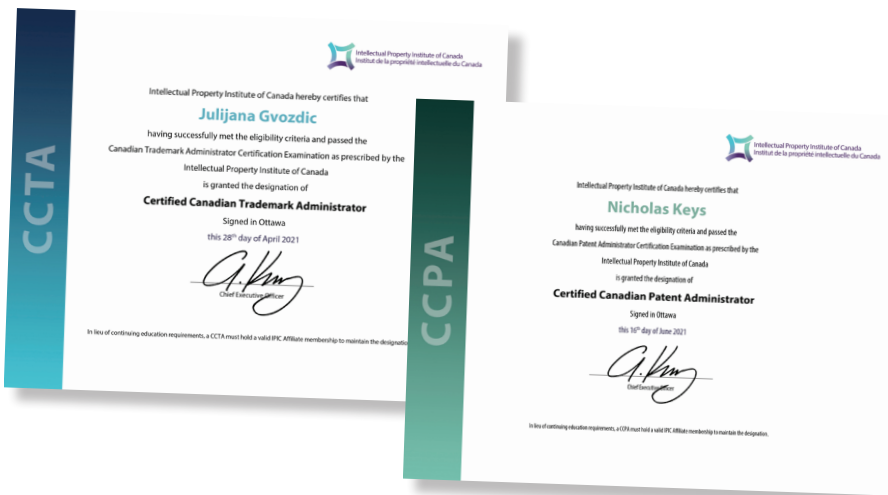 CCTA
Intellectual Property Institute of Canada
Institut de la propriété intellectuelle du Canada
Intellectual Property Institute of Canada hereby certifies that
Julijana Gvozdic
having successfully met the eligibility criteria and passed the
Canadian Trademark Administrator Certification Examination as prescribed by the
Intellectual Property Institute of Canada
is granted the designation of
Certified Canadian Trademark Administrator
Signed in Ottawa
this 28th day of April 2021
Chief Executive Officer
In lieu of continuing education requirements, a CCTA must hold a valid IPIC Affiliate membership to maintain the designatio
CCPA
Intellectual Property Institute of Canada
Institut de la propriété intellectuelle du Canada
Intellectual Property Institute of Canada hereby certifies that
Nicholas Keys
having successfully met the eligibility criteria and passed the
Canadian Patent Administrator Certification Examination as prescribed by the
Intellectual Property Institute of Canada
is granted the designation of
Certified Canadian Patent Administrator
Signed in Ottawa
this 16th day of June 2021
Chief Executive Officer
In lieu of continuing education requirements, a CCPA must hold a valid IPIC Affiliate membership to maintain the designation.